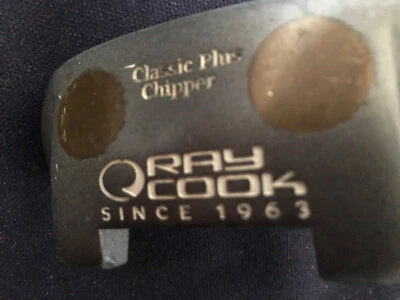 Classic Plus
Chipper
RAY
COOK
SINCE 1963